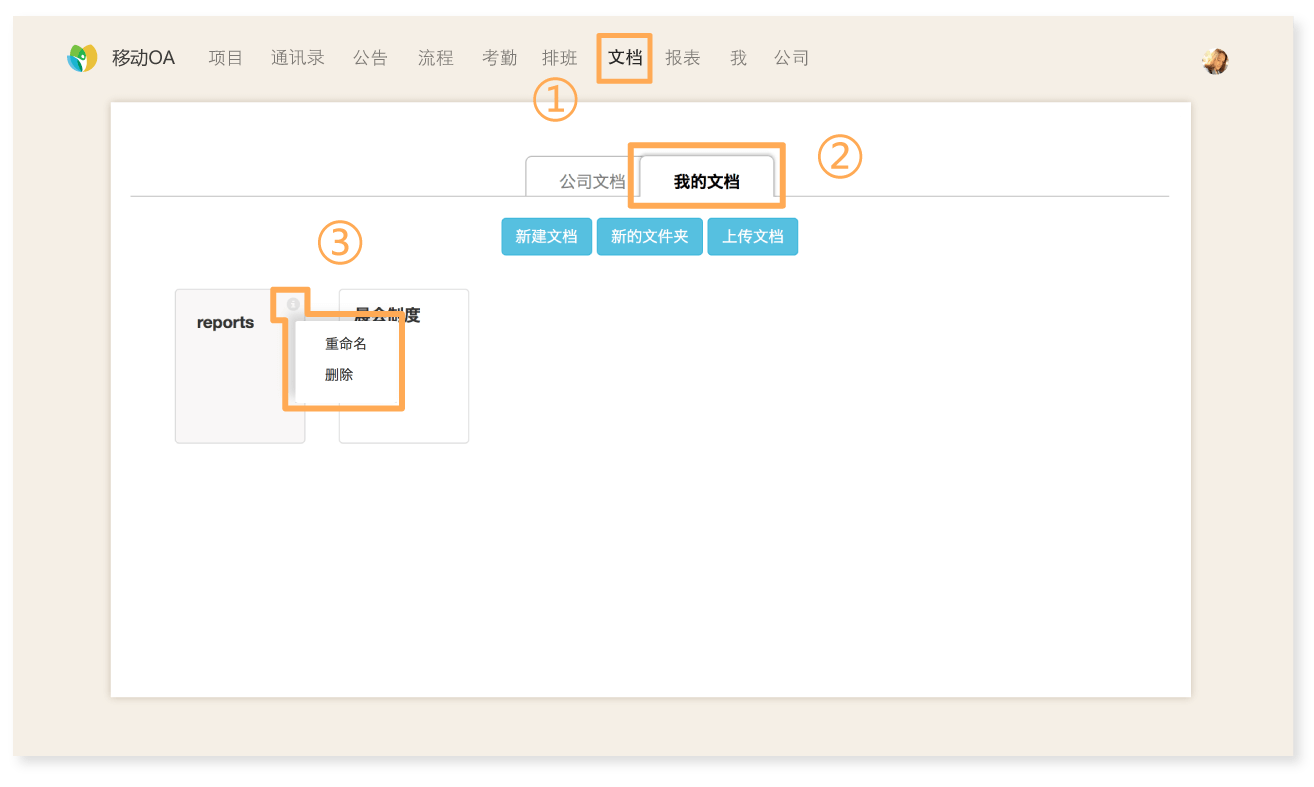 移动OA 项目 通讯录 公告 流程 考勤 排班 文档 报表 我 公司
①
公司文档 我的文档
②
新建文档 新的文件夹 上传文档
③
reports
晨会制度
重命名
删除